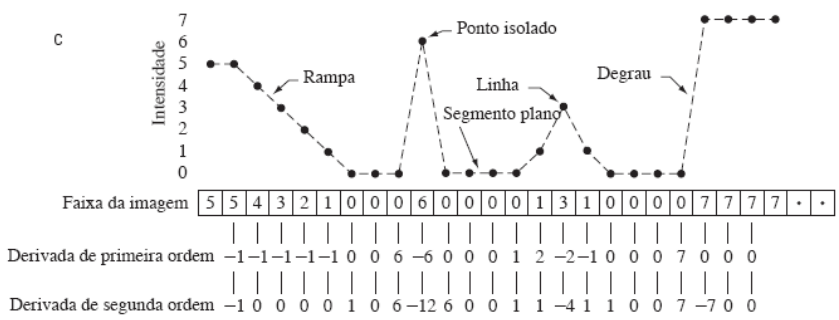 7
C
6
Ponto isolado
5
Intensidade
Rampa
Degrau
4
Linha
3
Segmento plano
2
1
0
Faixa da imagem 5 5 4 3 2 1 0 0 0 6 0 0 0 0 1 3 1 0 0 0 0 7 7 7 7 · ·
Derivada de primeira ordem −1 −1 −1 −1 −1 0 0 6 −6 0 0 0 1 2 −2 −1 0 0 0 7 0 0 0
Derivada de segunda ordem −1 0 0 0 0 1 0 6 −12 6 0 0 1 1 −4 1 1 0 0 7 −7 0 0